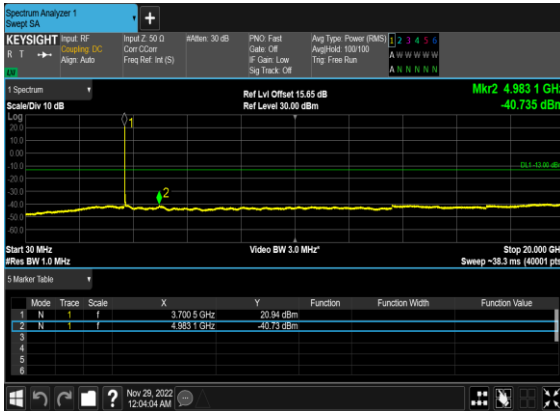 Spectrum Analyzer 1
Swept SA
+
KEYSIGHT Input: RF Input Z: 50 Ω #Atten: 30 dB PNO: Fast Avg Type: Power (RMS) 1 2 3 4 5 6
R T Coupling: DC Corr CCorr Gate: Off Avg|Hold: 100/100 A W W W W W
Align: Auto Freq Ref: Int (S) IF Gain: Low Trig: Free Run
Sig Track: Off A N N N N N
1 Spectrum Ref Lvl Offset 15.65 dB Mkr2 4.983 1 GHz
Scale/Div 10 dB Ref Level 30.00 dBm -40.735 dBm
Log
20.0
10.0
0.00
-10.0
-20.0
-30.0
-40.0
-50.0
-60.0
1
2
DL1 -13.00 dBm
Start 30 MHz Video BW 3.0 MHz* Stop 20.000 GHz
#Res BW 1.0 MHz Sweep ~38.3 ms (40001 pts)
5 Marker Table
Mode Trace Scale X Y Function Function Width Function Value
1 N 1 f 3.700 5 GHz 20.94 dBm
2 N 1 f 4.983 1 GHz -40.73 dBm
3
4
5
6
? Nov 29, 2022
12:04:04 AM